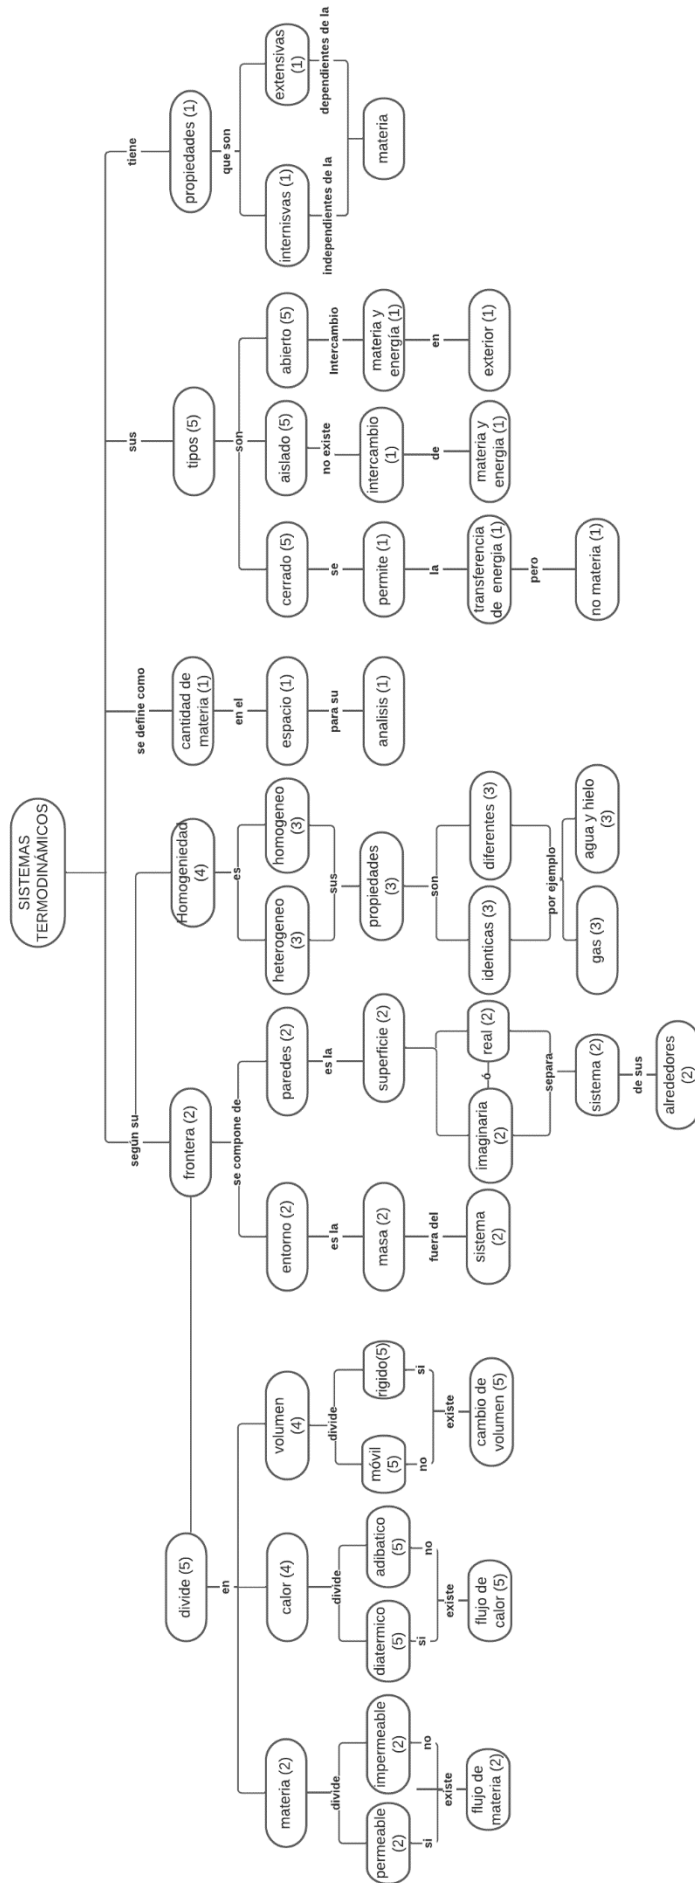 SISTEMAS
TERMODINÁMICOS
según su
se define como
sus
tiene
divide (5)
frontera (2)
Homogeniedad
(4)
cantidad de
materia (1)
tipos (5)
propiedades (1)
en
se compone de
es
en el
son
que son
materia (2)
calor (4)
volumen
(4)
entorno (2)
paredes (2)
heterogeneo
(3)
homogeneo
(3)
espacio (1)
cerrado (5)
aislado (5)
abierto (5)
internisvas (1)
extensivas
(1)
divide
divide
divide
es la
es la
sus
para su
se
no existe
Intercambio
independientes de la
dependientes de la
permeable
(2)
impermeable
(2)
diatermico
(5)
adibatico
(5)
móvil
(5)
rigido(5)
masa (2)
superficie (2)
propiedades
(3)
analisis (1)
permite (1)
intercambio
(1)
materia y
energía (1)
materia
si
no
si
no
no
si
existe
existe
existe
fuera del
son
la
de
en
flujo de
materia (2)
flujo de
calor (5)
cambio de
volumen (5)
sistema
(2)
imaginaria
(2)
ó
real (2)
identicas (3)
diferentes (3)
transferencia
de energia (1)
materia y
energia (1)
exterior (1)
separa
por ejemplo
pero
sistema (2)
gas (3)
agua y hielo
(3)
no materia (1)
de sus
alrededores
(2)